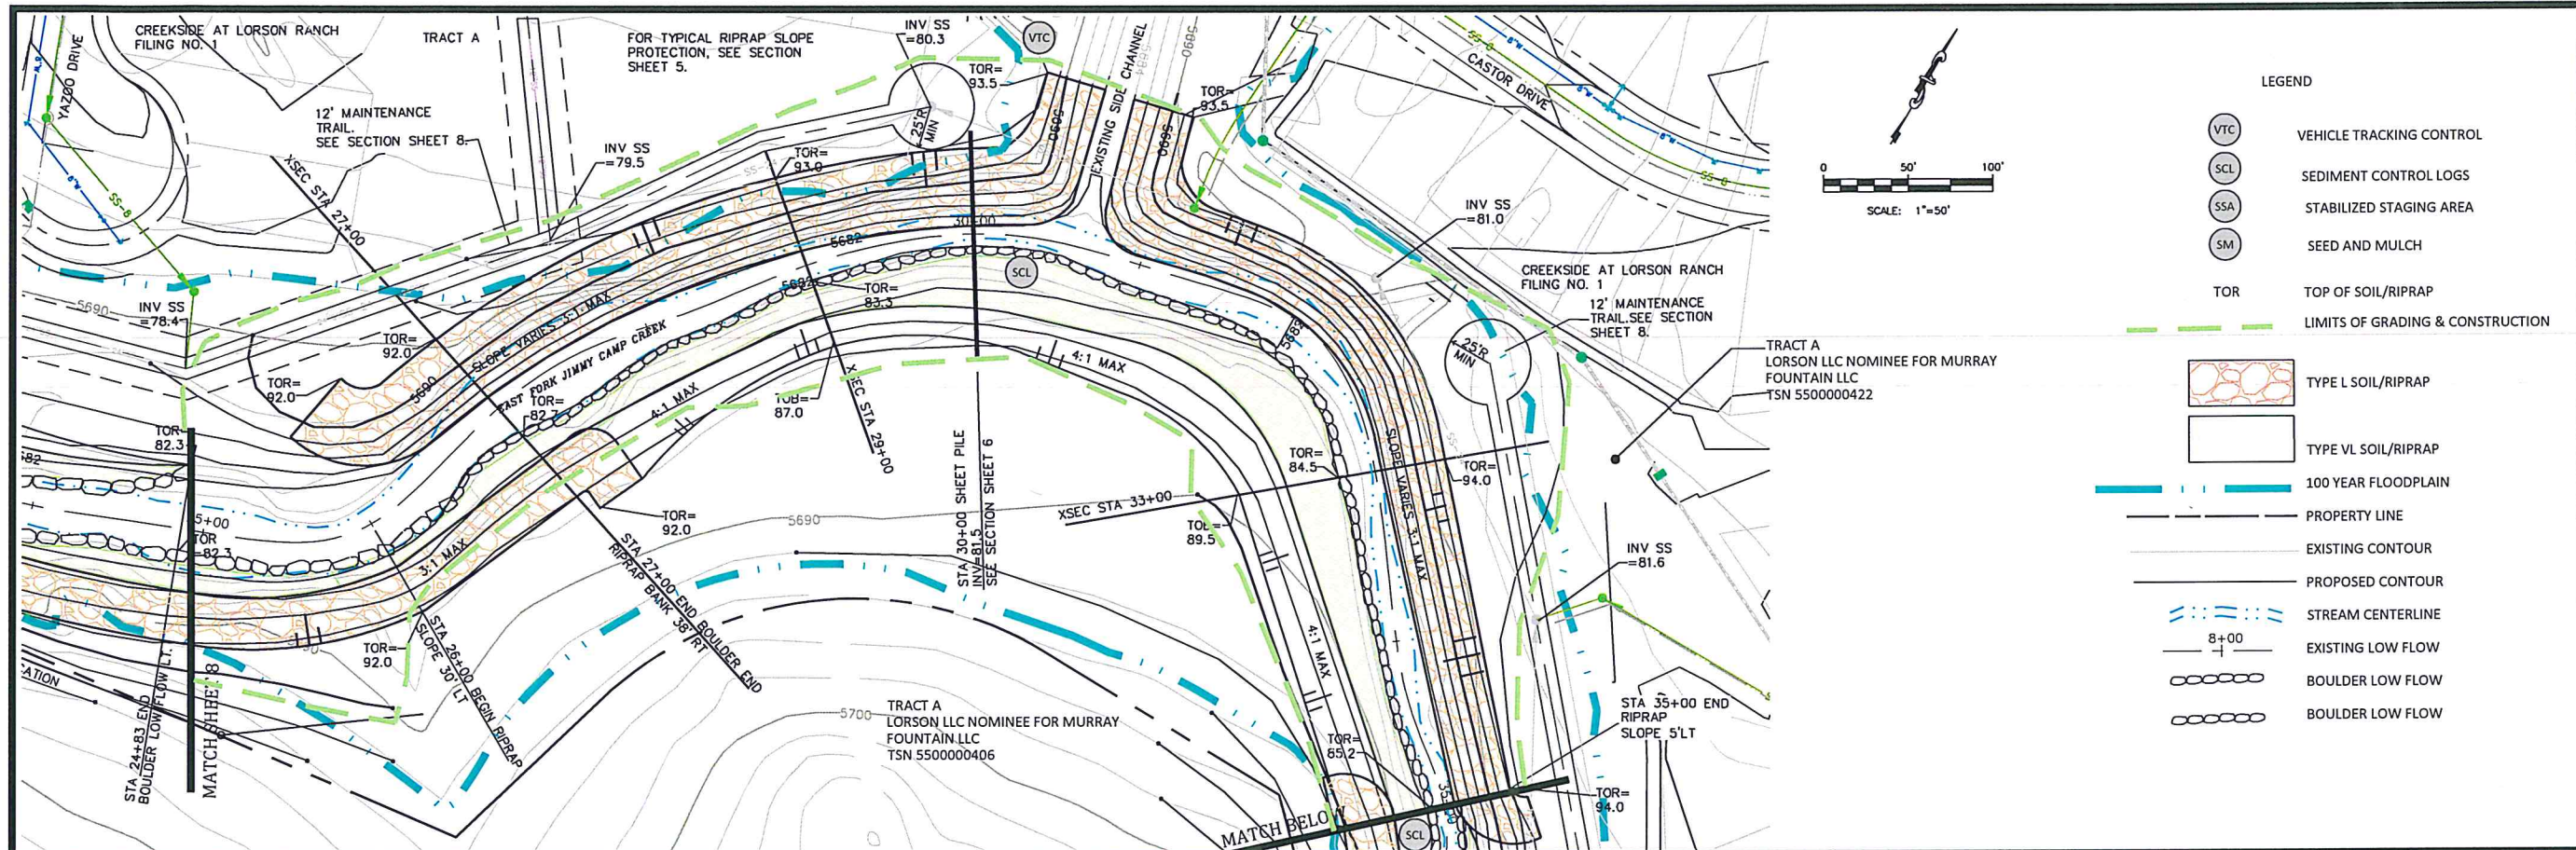 CREEKSIDE AT LORSON RANCH
FILING NO. 1
TRACT A
YAZOO DRIVE
12' MAINTENANCE
TRAIL.
SEE SECTION SHEET 8.
FOR TYPICAL RIPRAP SLOPE
PROTECTION, SEE SECTION
SHEET 5.
INV SS
=80.3
VTC
TOR=
93.5
25'R
MIN
EXISTING SIDE CHANNEL
5684
5690
5690
5690
TOR=
93.5
CASTOR DRIVE
SS-8
SS-8
SS-8
INV SS
=79.5
TOR=
93.0
XSEC STA 27+00
30+00
5682
5682
SCL
TOR=
83.3
INV SS
=81.0
CREEKSIDE AT LORSON RANCH
FILING NO. 1
12' MAINTENANCE
TRAIL.SEE SECTION
SHEET 8.
25'R
MIN
TRACT A
LORSON LLC NOMINEE FOR MURRAY
FOUNTAIN LLC
TSN 5500000422
5690
INV SS
=78.4
TOR=
92.0
TOR=
92.0
5690
SLOPE VARIES 3:1 MAX
EAST FORK JIMMY CAMP CREEK
TOR=
82.7
4:1 MAX
TOB=
87.0
XSEC STA 29+00
4:1 MAX
5682
TOR
82.3
5+00
TOR
=82.3
3:1 MAX
TOR=
92.0
5690
STA 30+00 SHEET PILE
INV=81.5
SEE SECTION SHEET 6
XSEC STA 33+00
TOR=
84.5
TOB=
89.5
SLOPE VARIES 3:1 MAX
TOR=
94.0
INV SS
=81.6
TOR=
92.0
STA 24+83 END
BOULDER LOW FLOW LT.
MATCH SHEET 8
STA 26+00 BEGIN RIPRAP
SLOPE 30' LT
STA 27+00 END BOULDER END
RIPRAP BANK 38' RT
5700
TRACT A
LORSON LLC NOMINEE FOR MURRAY
FOUNTAIN LLC
TSN 5500000406
4:1 MAX
TOR=
85.2
STA 35+00 END
RIPRAP
SLOPE 5'LT
TOR=
94.0
MATCH BELOW
SCL
0 50' 100'
SCALE: 1"=50'
LEGEND
VTC VEHICLE TRACKING CONTROL
SCL SEDIMENT CONTROL LOGS
SSA STABILIZED STAGING AREA
SM SEED AND MULCH
TOR TOP OF SOIL/RIPRAP
LIMITS OF GRADING & CONSTRUCTION
TYPE L SOIL/RIPRAP
TYPE VL SOIL/RIPRAP
100 YEAR FLOODPLAIN
PROPERTY LINE
EXISTING CONTOUR
PROPOSED CONTOUR
STREAM CENTERLINE
8+00
EXISTING LOW FLOW
BOULDER LOW FLOW
BOULDER LOW FLOW